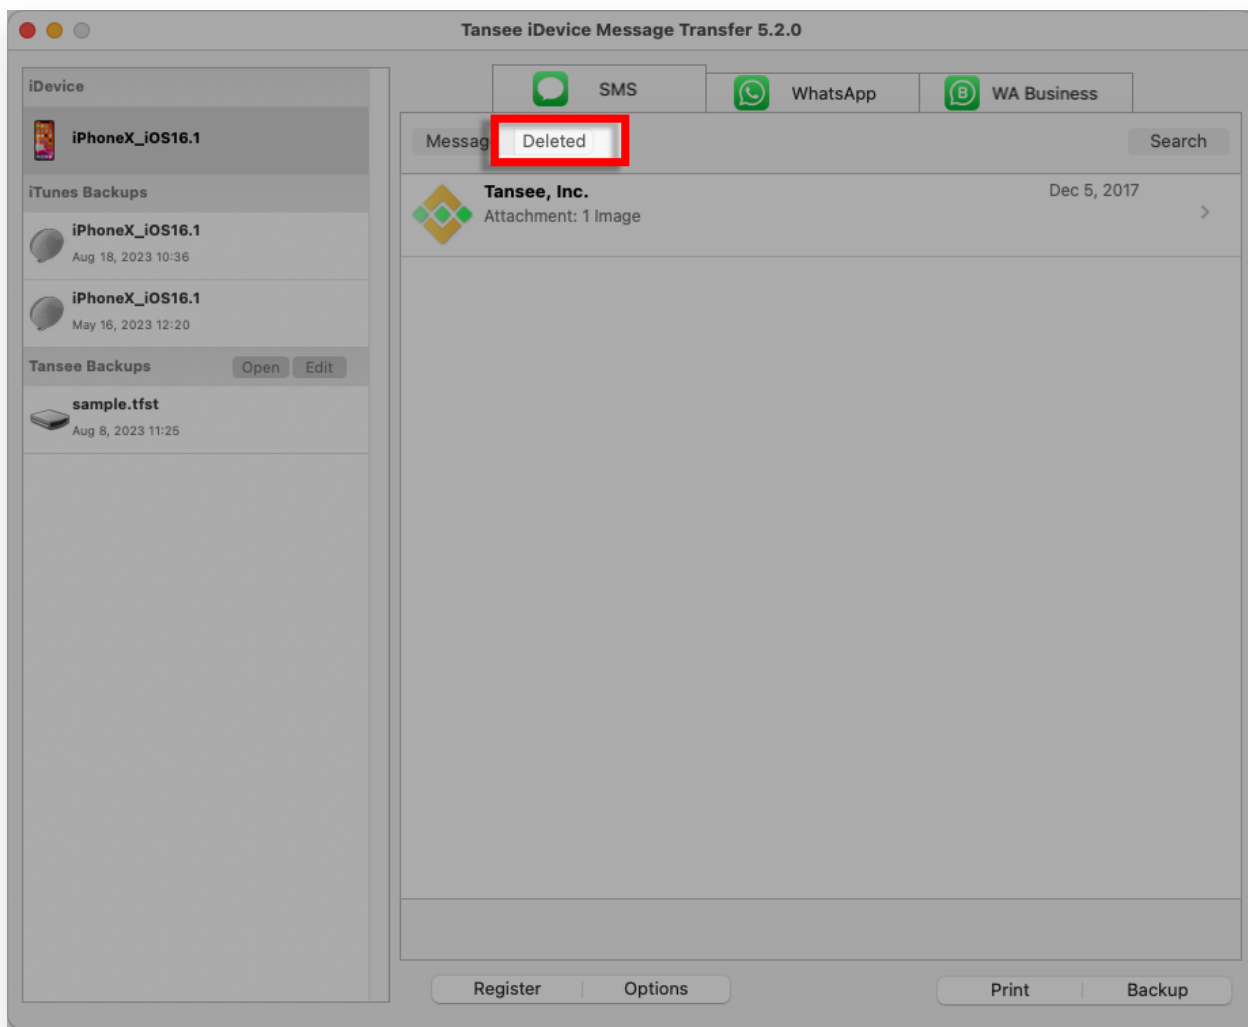 Tansee iDevice Message Transfer 5.2.0
iDevice
iPhoneX_iOS16.1
iTunes Backups
iPhoneX_iOS16.1
Aug 18, 2023 10:36
iPhoneX_iOS16.1
May 16, 2023 12:20
Tansee Backups Open Edit
sample.tfst
Aug 8, 2023 11:25
SMS WhatsApp B WA Business
Messag Deleted Search
Tansee, Inc. Dec 5, 2017
Attachment: 1 Image
Register Options Print Backup